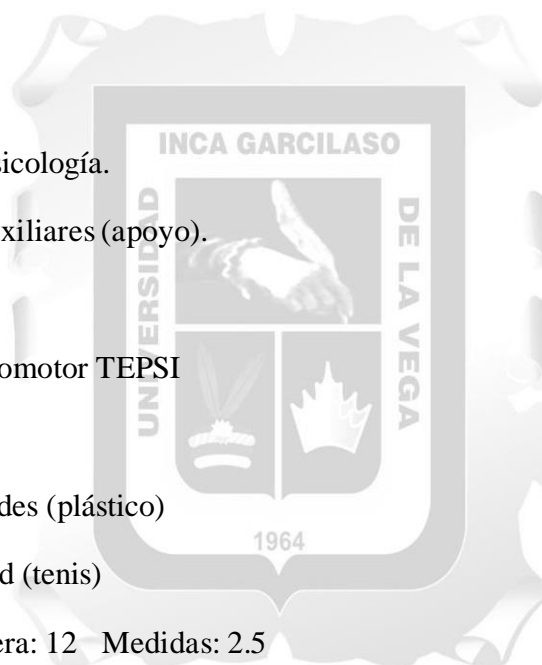 sicología.
xiliares (apoyo).
omotor TEPSI
des (plástico)
d (tenis)
era: 12 Medidas: 2.5
INCA GARCILASO
UNIVERSIDAD
DE LA VEGA
1964